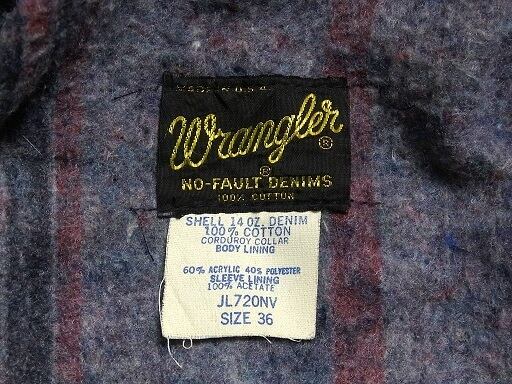 MADE IN U.S.A.
Wrangler®
®
NO-FAULT DENIMS
100% COTTON
SHELL 14 OZ. DENIM
100% COTTON
CORDUROY COLLAR
BODY LINING
60% ACRYLIC 40% POLYESTER
SLEEVE LINING
100% ACETATE
JL720NV
SIZE 36